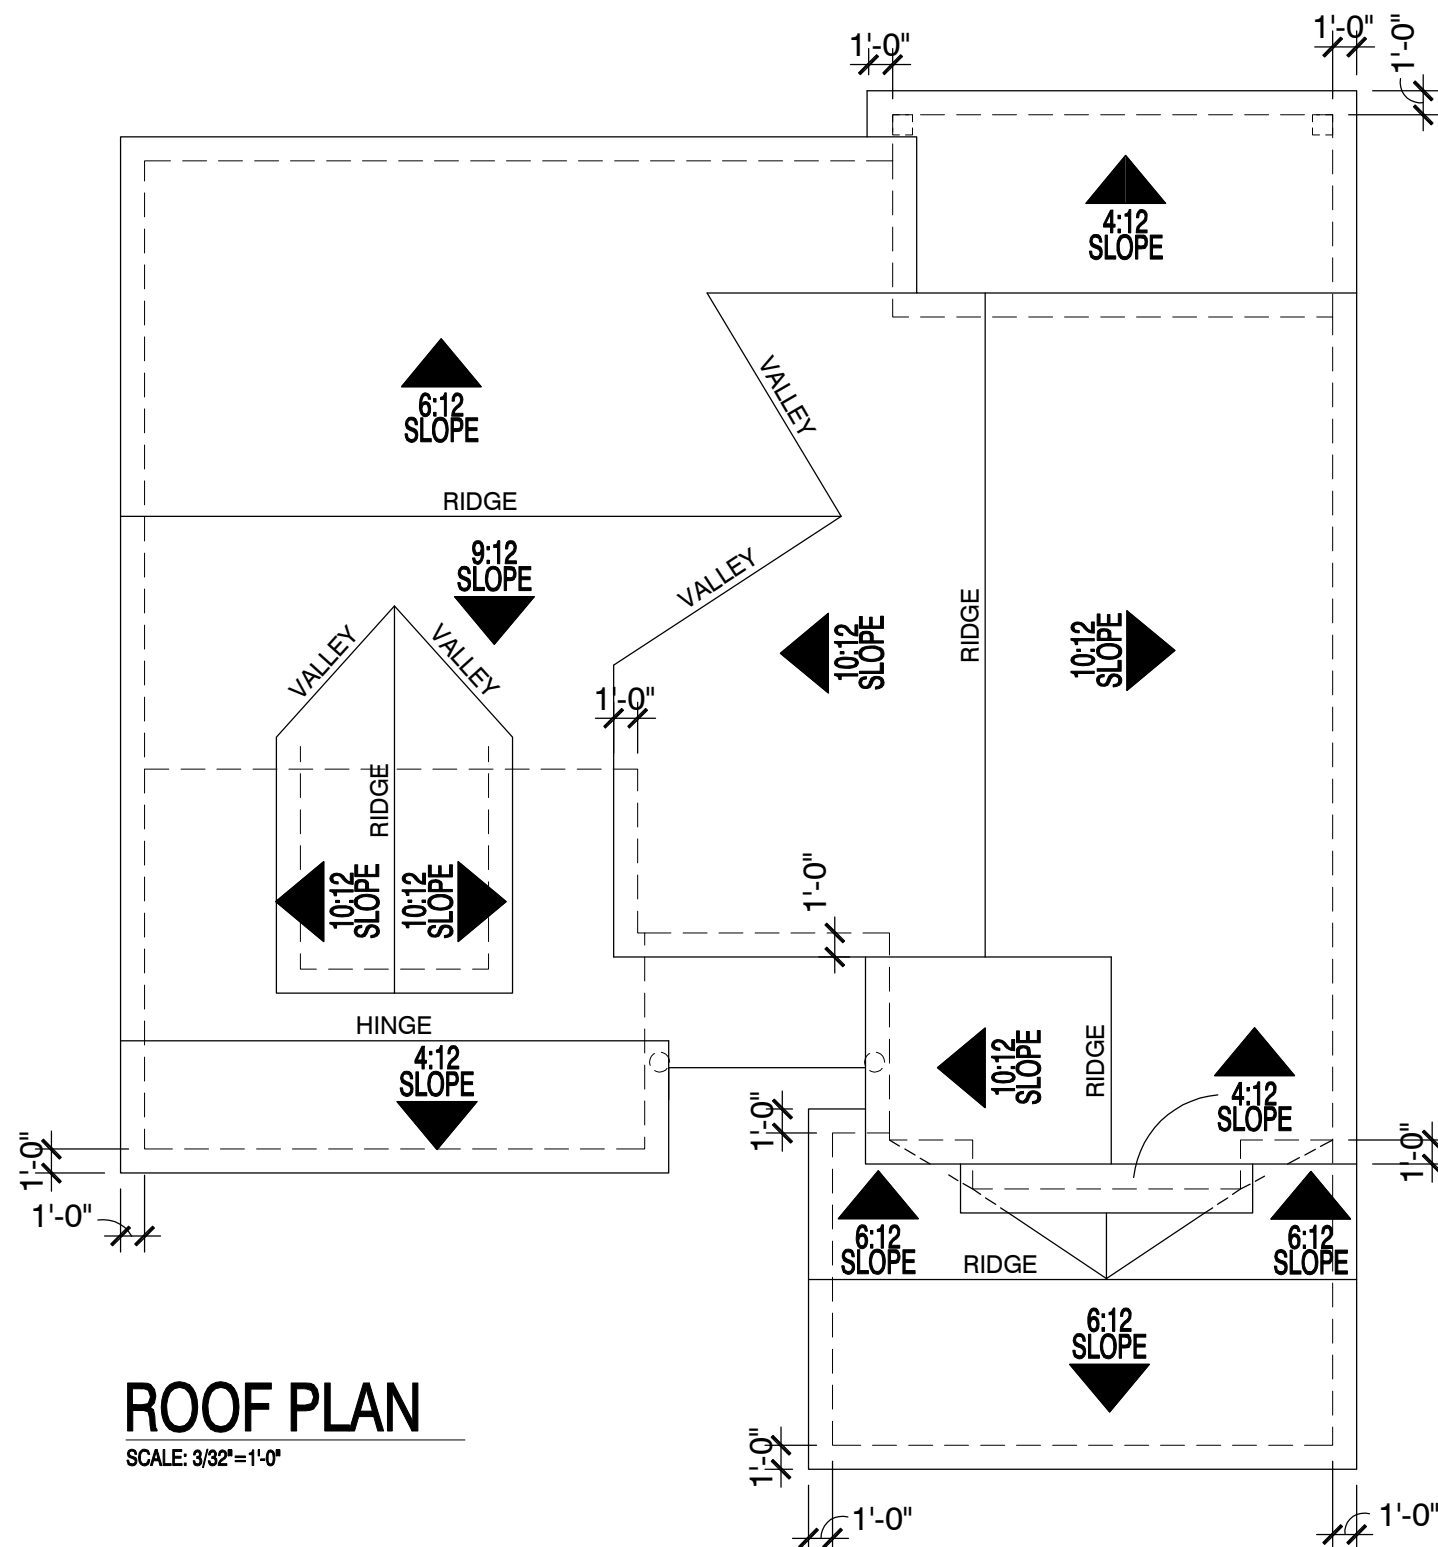 1'-0"
1'-0"
1'-0"
4:12
SLOPE
VALLEY
6:12
SLOPE
RIDGE
9:12
SLOPE
VALLEY
RIDGE
10:12
SLOPE
10:12
SLOPE
VALLEY
VALLEY
1'-0"
RIDGE
10:12
SLOPE
10:12
SLOPE
1'-0"
HINGE
4:12
SLOPE
10:12
SLOPE
RIDGE
4:12
SLOPE
1'-0"
1'-0"
1'-0"
1'-0"
6:12
SLOPE
RIDGE
6:12
SLOPE
6:12
SLOPE
ROOF PLAN
SCALE: 3/32"=1'-0"
1'-0"
1'-0"
1'-0"